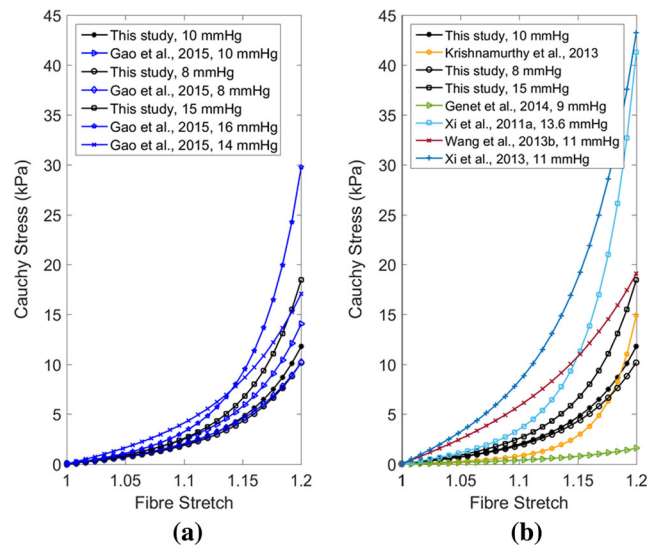 45
40
35
30
25
20
15
10
5
0
Cauchy Stress (kPa)
This study, 10 mmHg
Gao et al., 2015, 10 mmHg
This study, 8 mmHg
Gao et al., 2015, 8 mmHg
This study, 15 mmHg
Gao et al., 2015, 16 mmHg
Gao et al., 2015, 14 mmHg
1
1.05
1.1
1.15
1.2
Fibre Stretch
(a)
45
40
35
30
25
20
15
10
5
0
Cauchy Stress (kPa)
This study, 10 mmHg
Krishnamurthy et al., 2013
This study, 8 mmHg
This study, 15 mmHg
Genet et al., 2014, 9 mmHg
Xi et al., 2011a, 13.6 mmHg
Wang et al., 2013b, 11 mmHg
Xi et al., 2013, 11 mmHg
1
1.05
1.1
1.15
1.2
Fibre Stretch
(b)